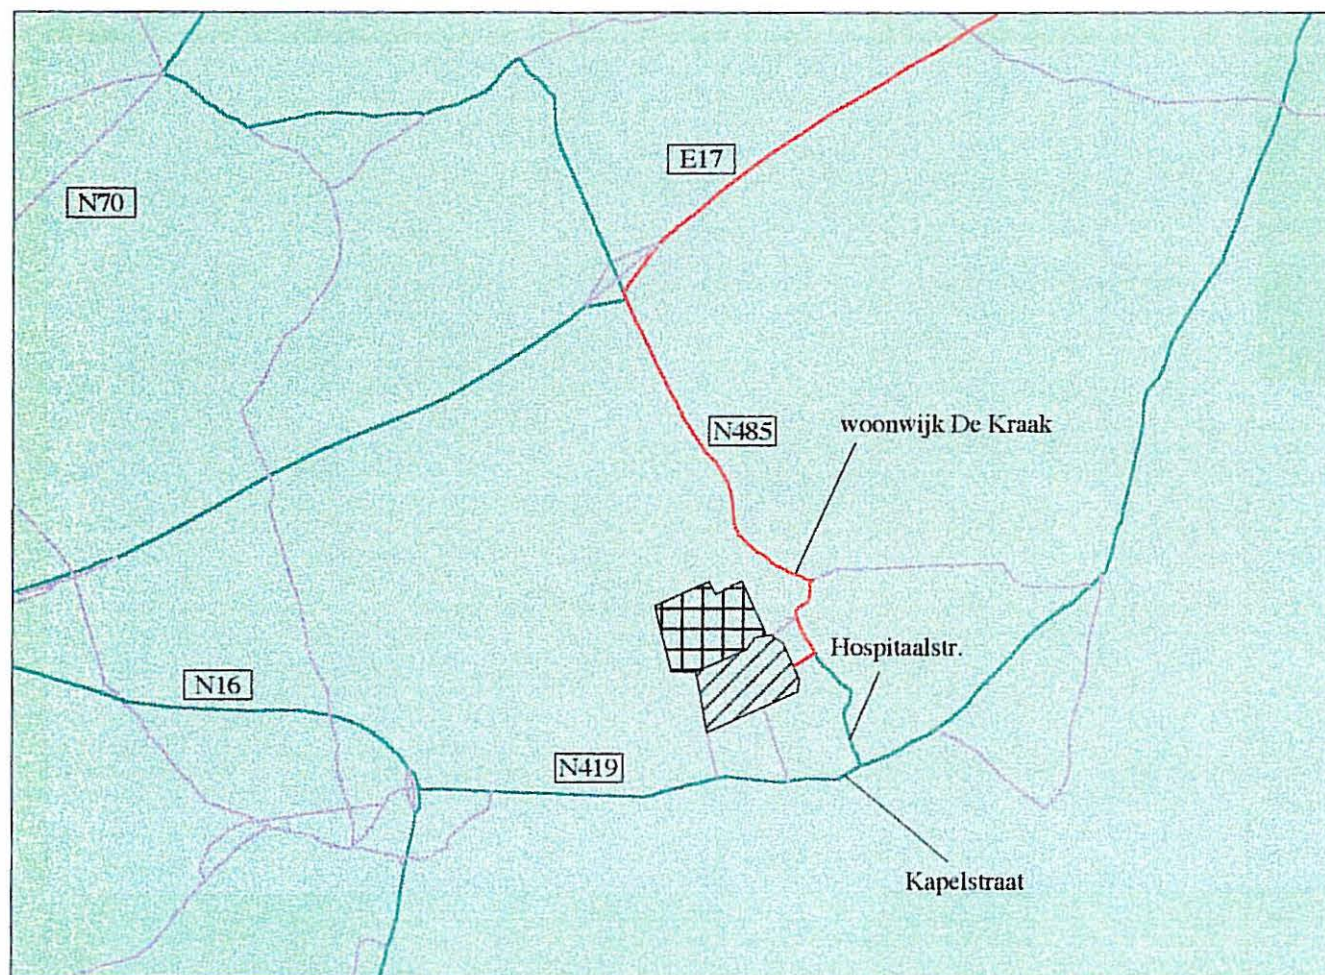 E17
N70
woonwijk De Kraak
N485
Hospitaalstr.
N16
N419
Kapelstraat